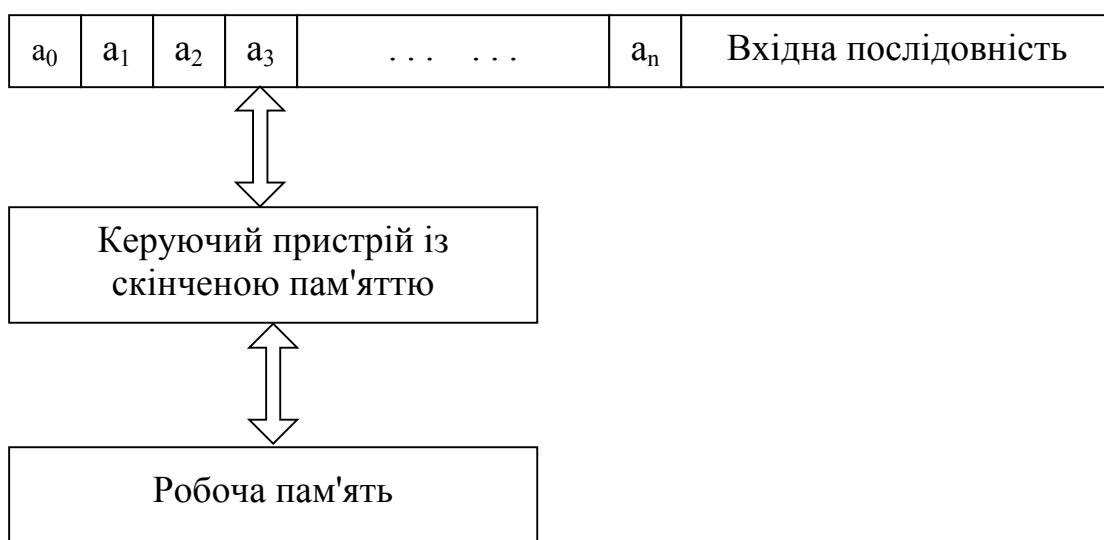 a₀ a₁ a₂ a₃ . . . . . . aₙ Вхідна послідовність
Керуючий пристрій із
скінченою пам'яттю
Робоча пам'ять